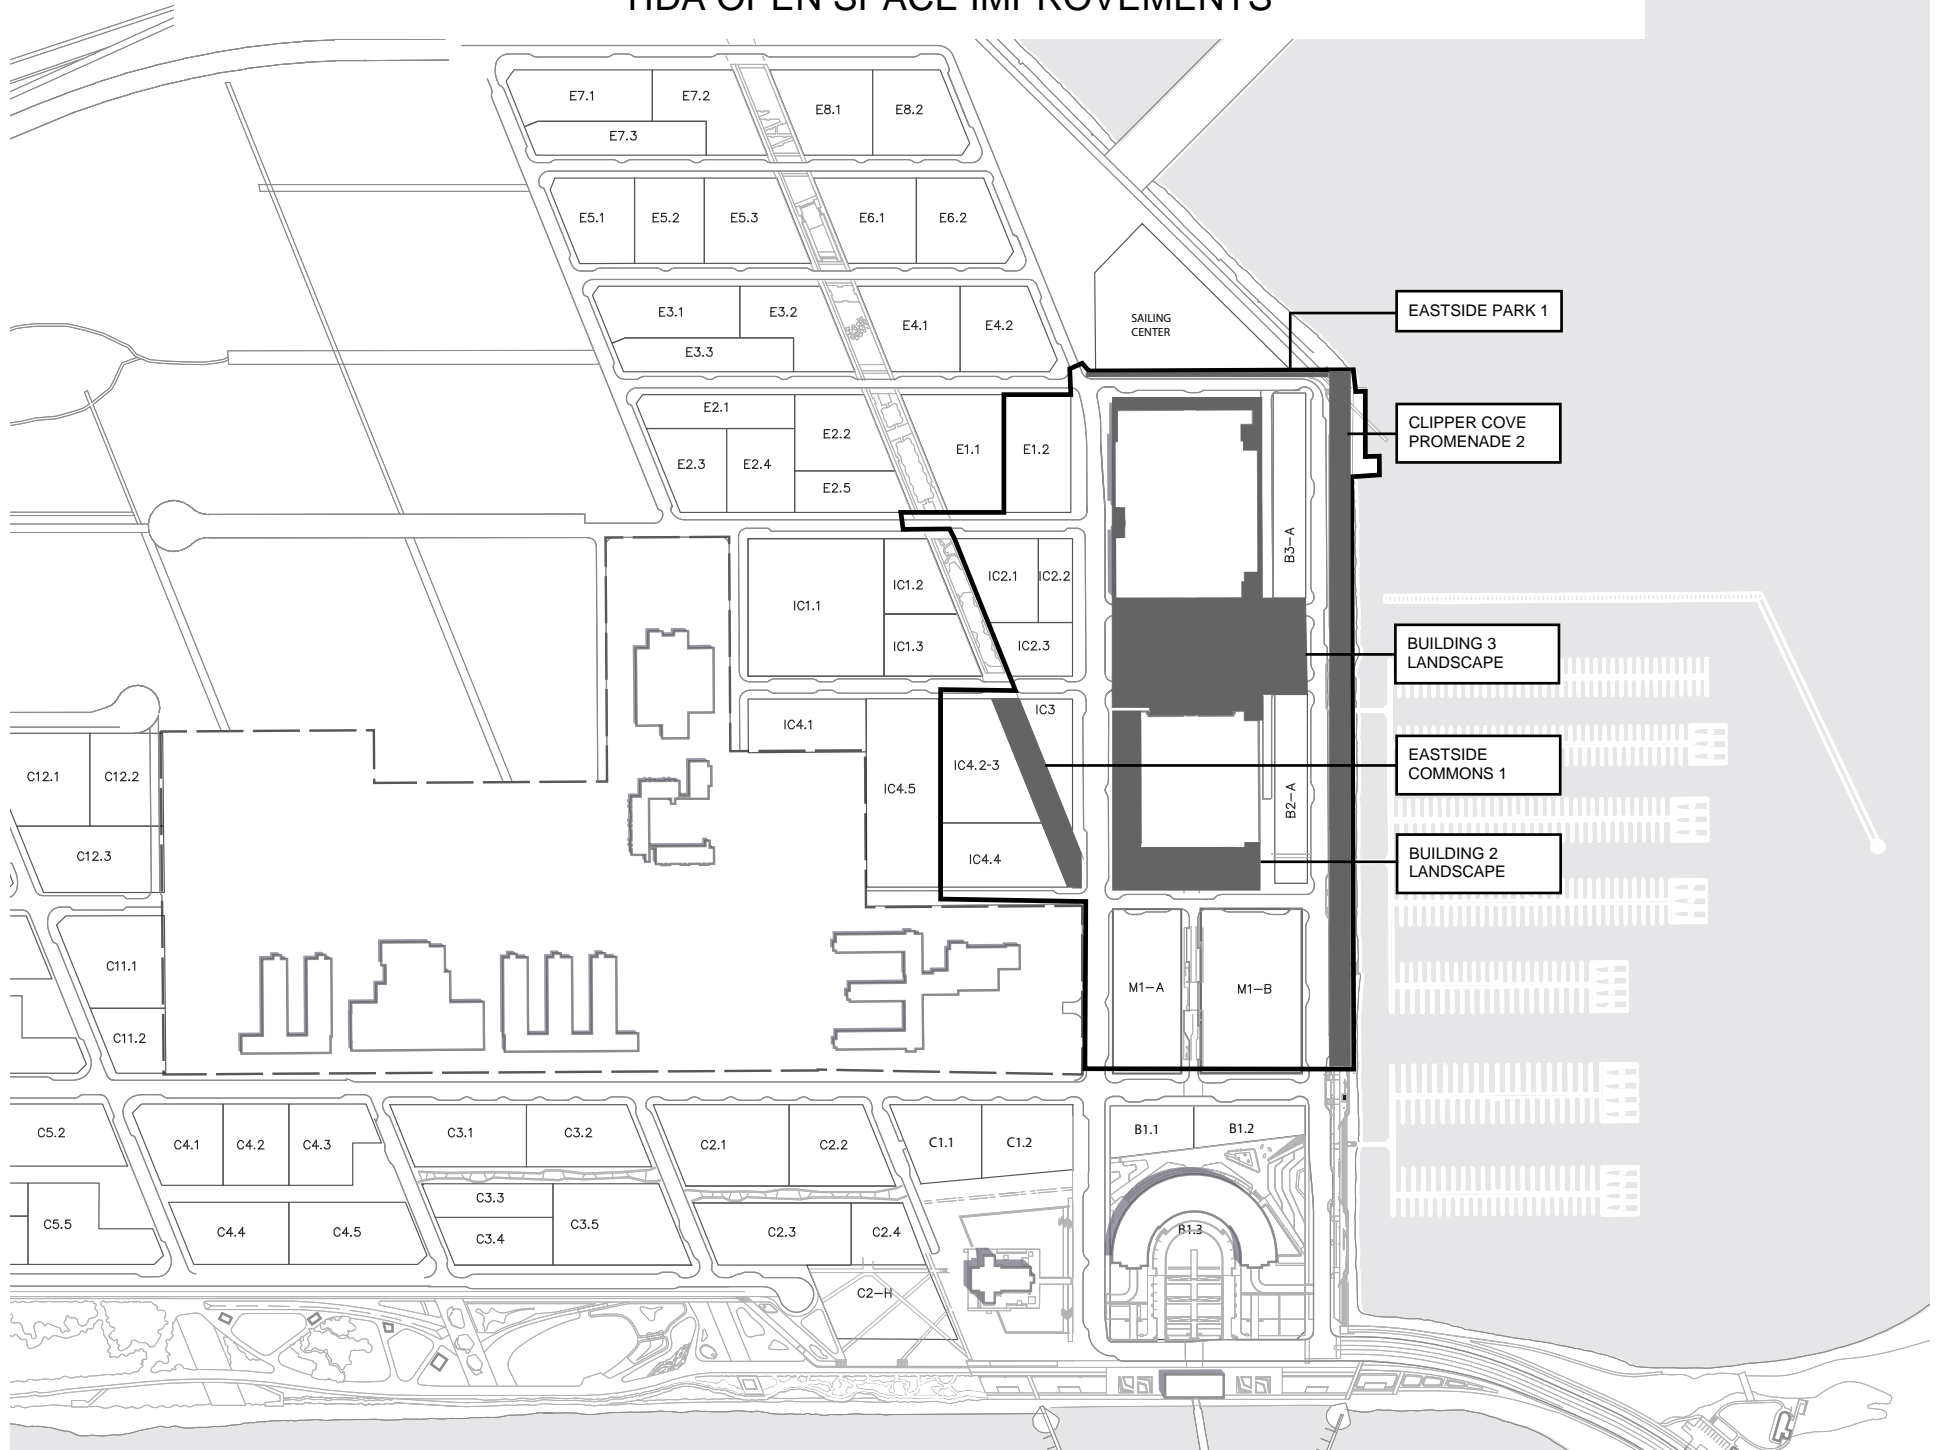 TIDA OPEN SPACE IMPROVEMENTS
E7.1
E7.2
E8.1
E8.2
E7.3
E5.1
E5.2
E5.3
E6.1
E6.2
E3.1
E3.2
E4.1
E4.2
E3.3
SAILING
CENTER
EASTSIDE PARK 1
E2.1
E2.2
E2.3
E2.4
E2.5
E1.1
E1.2
CLIPPER COVE
PROMENADE 2
B3-A
IC1.1
IC1.2
IC1.3
IC2.1
IC2.2
IC2.3
BUILDING 3
LANDSCAPE
IC4.1
IC3
IC4.2-3
IC4.5
IC4.4
EASTSIDE
COMMONS 1
B2-A
BUILDING 2
LANDSCAPE
C12.1
C12.2
C12.3
C11.1
C11.2
M1-A
M1-B
C5.2
C4.1
C4.2
C4.3
C3.1
C3.2
C2.1
C2.2
C1.1
C1.2
B1.1
B1.2
C5.5
C4.4
C4.5
C3.3
C3.4
C3.5
C2.3
C2.4
B1.3
C2-H